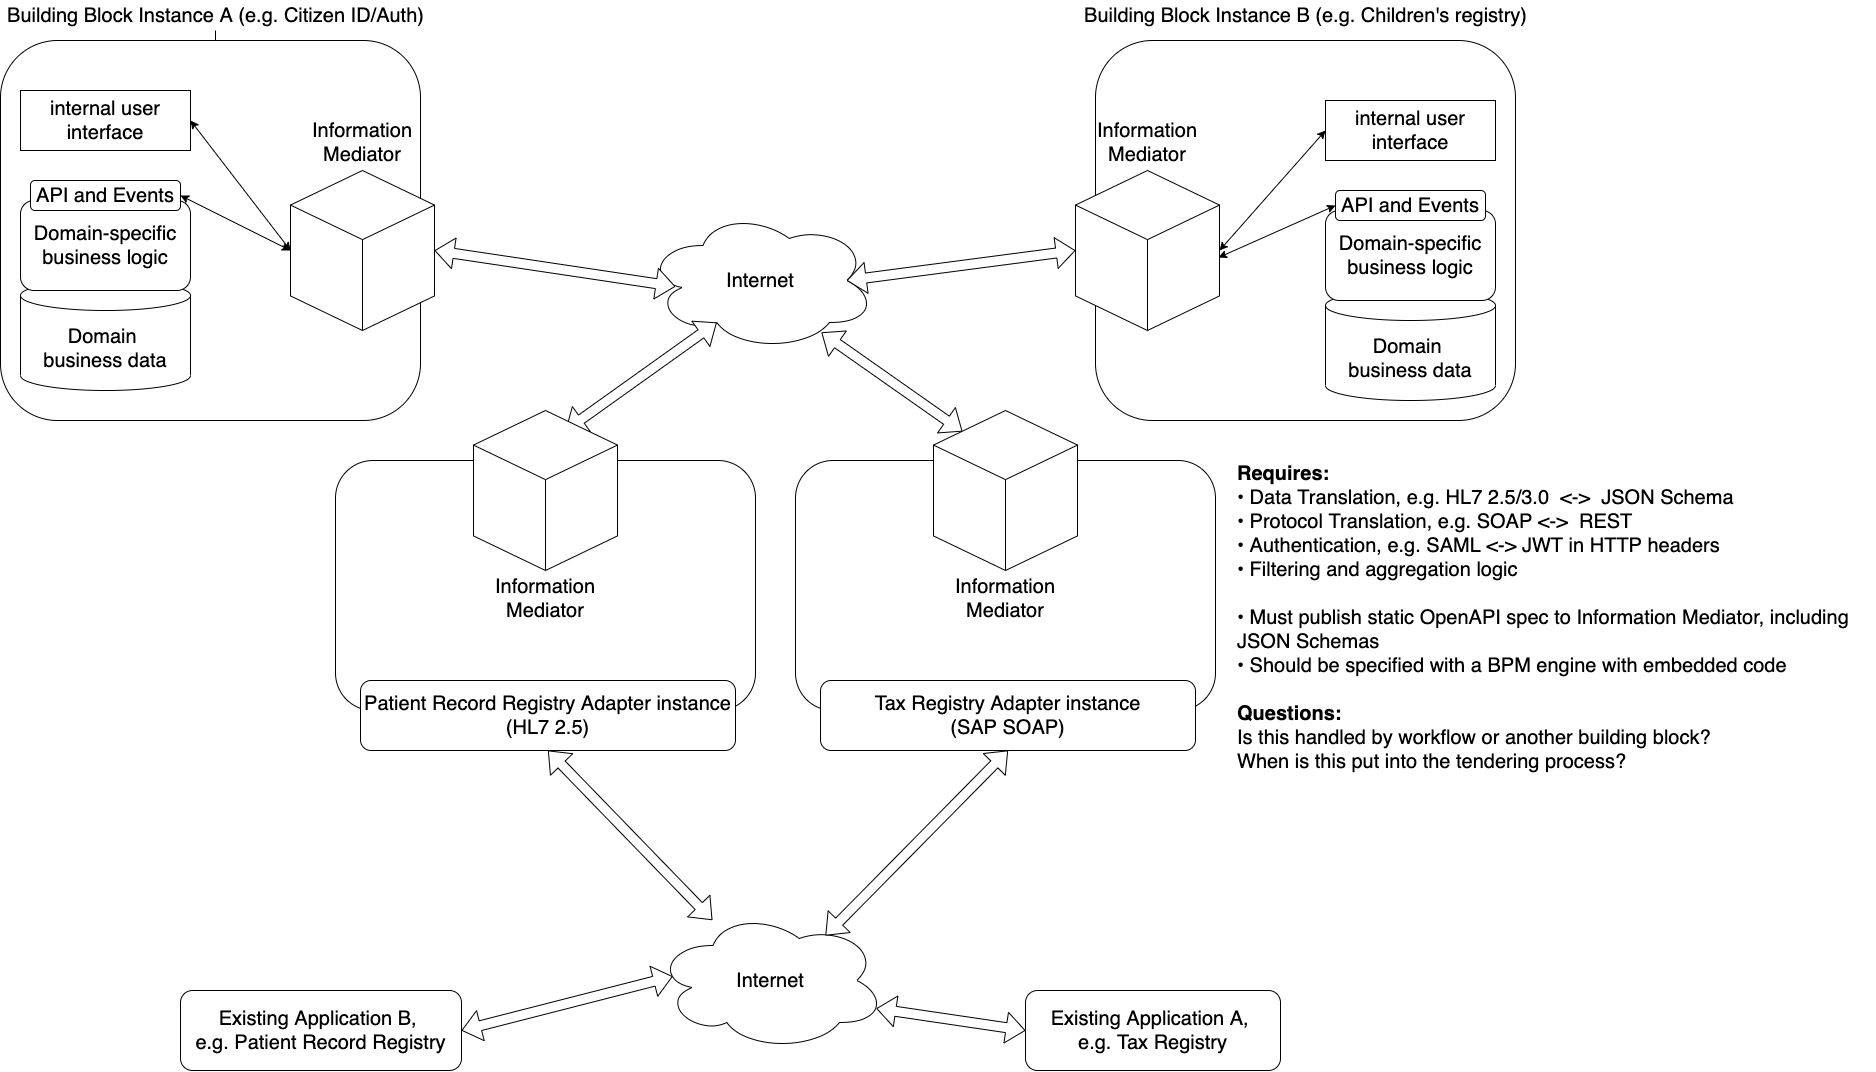 Building Block Instance A (e.g. Citizen ID/Auth)
Building Block Instance B (e.g. Children's registry)
internal user
interface
Information
Mediator
API and Events
Domain-specific
business logic
Domain
business data
Internet
Information
Mediator
internal user
interface
API and Events
Domain-specific
business logic
Domain
business data
Information
Mediator
Patient Record Registry Adapter instance
(HL7 2.5)
Information
Mediator
Tax Registry Adapter instance
(SAP SOAP)
Requires:
• Data Translation, e.g. HL7 2.5/3.0 <-> JSON Schema
• Protocol Translation, e.g. SOAP <-> REST
• Authentication, e.g. SAML <-> JWT in HTTP headers
• Filtering and aggregation logic
• Must publish static OpenAPI spec to Information Mediator, including
JSON Schemas
• Should be specified with a BPM engine with embedded code
Questions:
Is this handled by workflow or another building block?
When is this put into the tendering process?
Internet
Existing Application B,
e.g. Patient Record Registry
Existing Application A,
e.g. Tax Registry